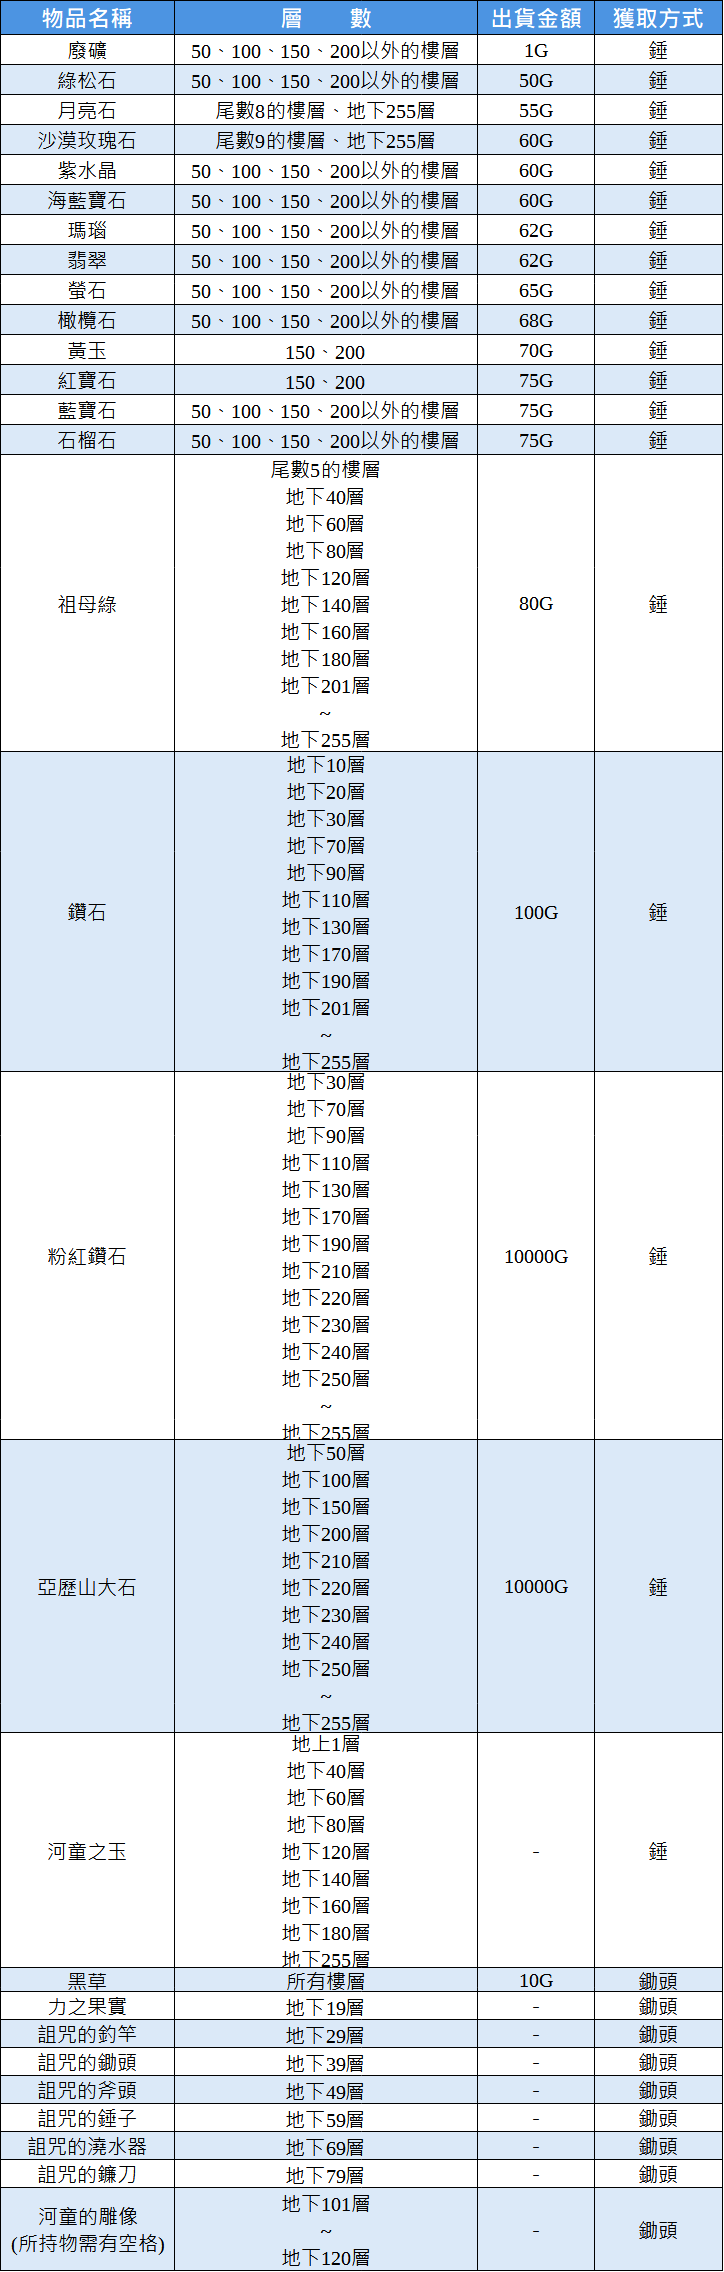 物品名稱 層 數 出貨金額 獲取方式
廢礦 50、100、150、200以外的樓層 1G 錘
綠松石 50、100、150、200以外的樓層 50G 錘
月亮石 尾數8的樓層、地下255層 55G 錘
沙漠玫瑰石 尾數9的樓層、地下255層 60G 錘
紫水晶 50、100、150、200以外的樓層 60G 錘
海藍寶石 50、100、150、200以外的樓層 60G 錘
瑪瑙 50、100、150、200以外的樓層 62G 錘
翡翠 50、100、150、200以外的樓層 62G 錘
螢石 50、100、150、200以外的樓層 65G 錘
橄欖石 50、100、150、200以外的樓層 68G 錘
黃玉 150、200 70G 錘
紅寶石 150、200 75G 錘
藍寶石 50、100、150、200以外的樓層 75G 錘
石榴石 50、100、150、200以外的樓層 75G 錘
尾數5的樓層
地下40層
地下60層
地下80層
地下120層
祖母綠 地下140層 80G 錘
地下160層
地下180層
地下201層
~
地下255層
地下10層
地下20層
地下30層
地下70層
地下90層
鑽石 地下110層 100G 錘
地下130層
地下170層
地下190層
地下201層
~
地下255層
地下30層
地下70層
地下90層
地下110層
地下130層
地下170層
粉紅鑽石 地下190層 10000G 錘
地下210層
地下220層
地下230層
地下240層
地下250層
~
地下255層
地下50層
地下100層
地下150層
地下200層
地下210層
亞歷山大石 地下220層 10000G 錘
地下230層
地下240層
地下250層
~
地下255層
地上1層
地下40層
地下60層
地下80層
河童之玉 地下120層 - 錘
地下140層
地下160層
地下180層
地下255層
黑草 所有樓層 10G 鋤頭
力之果實 地下19層 - 鋤頭
詛咒的釣竿 地下29層 - 鋤頭
詛咒的鋤頭 地下39層 - 鋤頭
詛咒的斧頭 地下49層 - 鋤頭
詛咒的錘子 地下59層 - 鋤頭
詛咒的澆水器 地下69層 - 鋤頭
詛咒的鐮刀 地下79層 - 鋤頭
河童的雕像 地下101層
(所持物需有空格) ~ - 鋤頭
地下120層